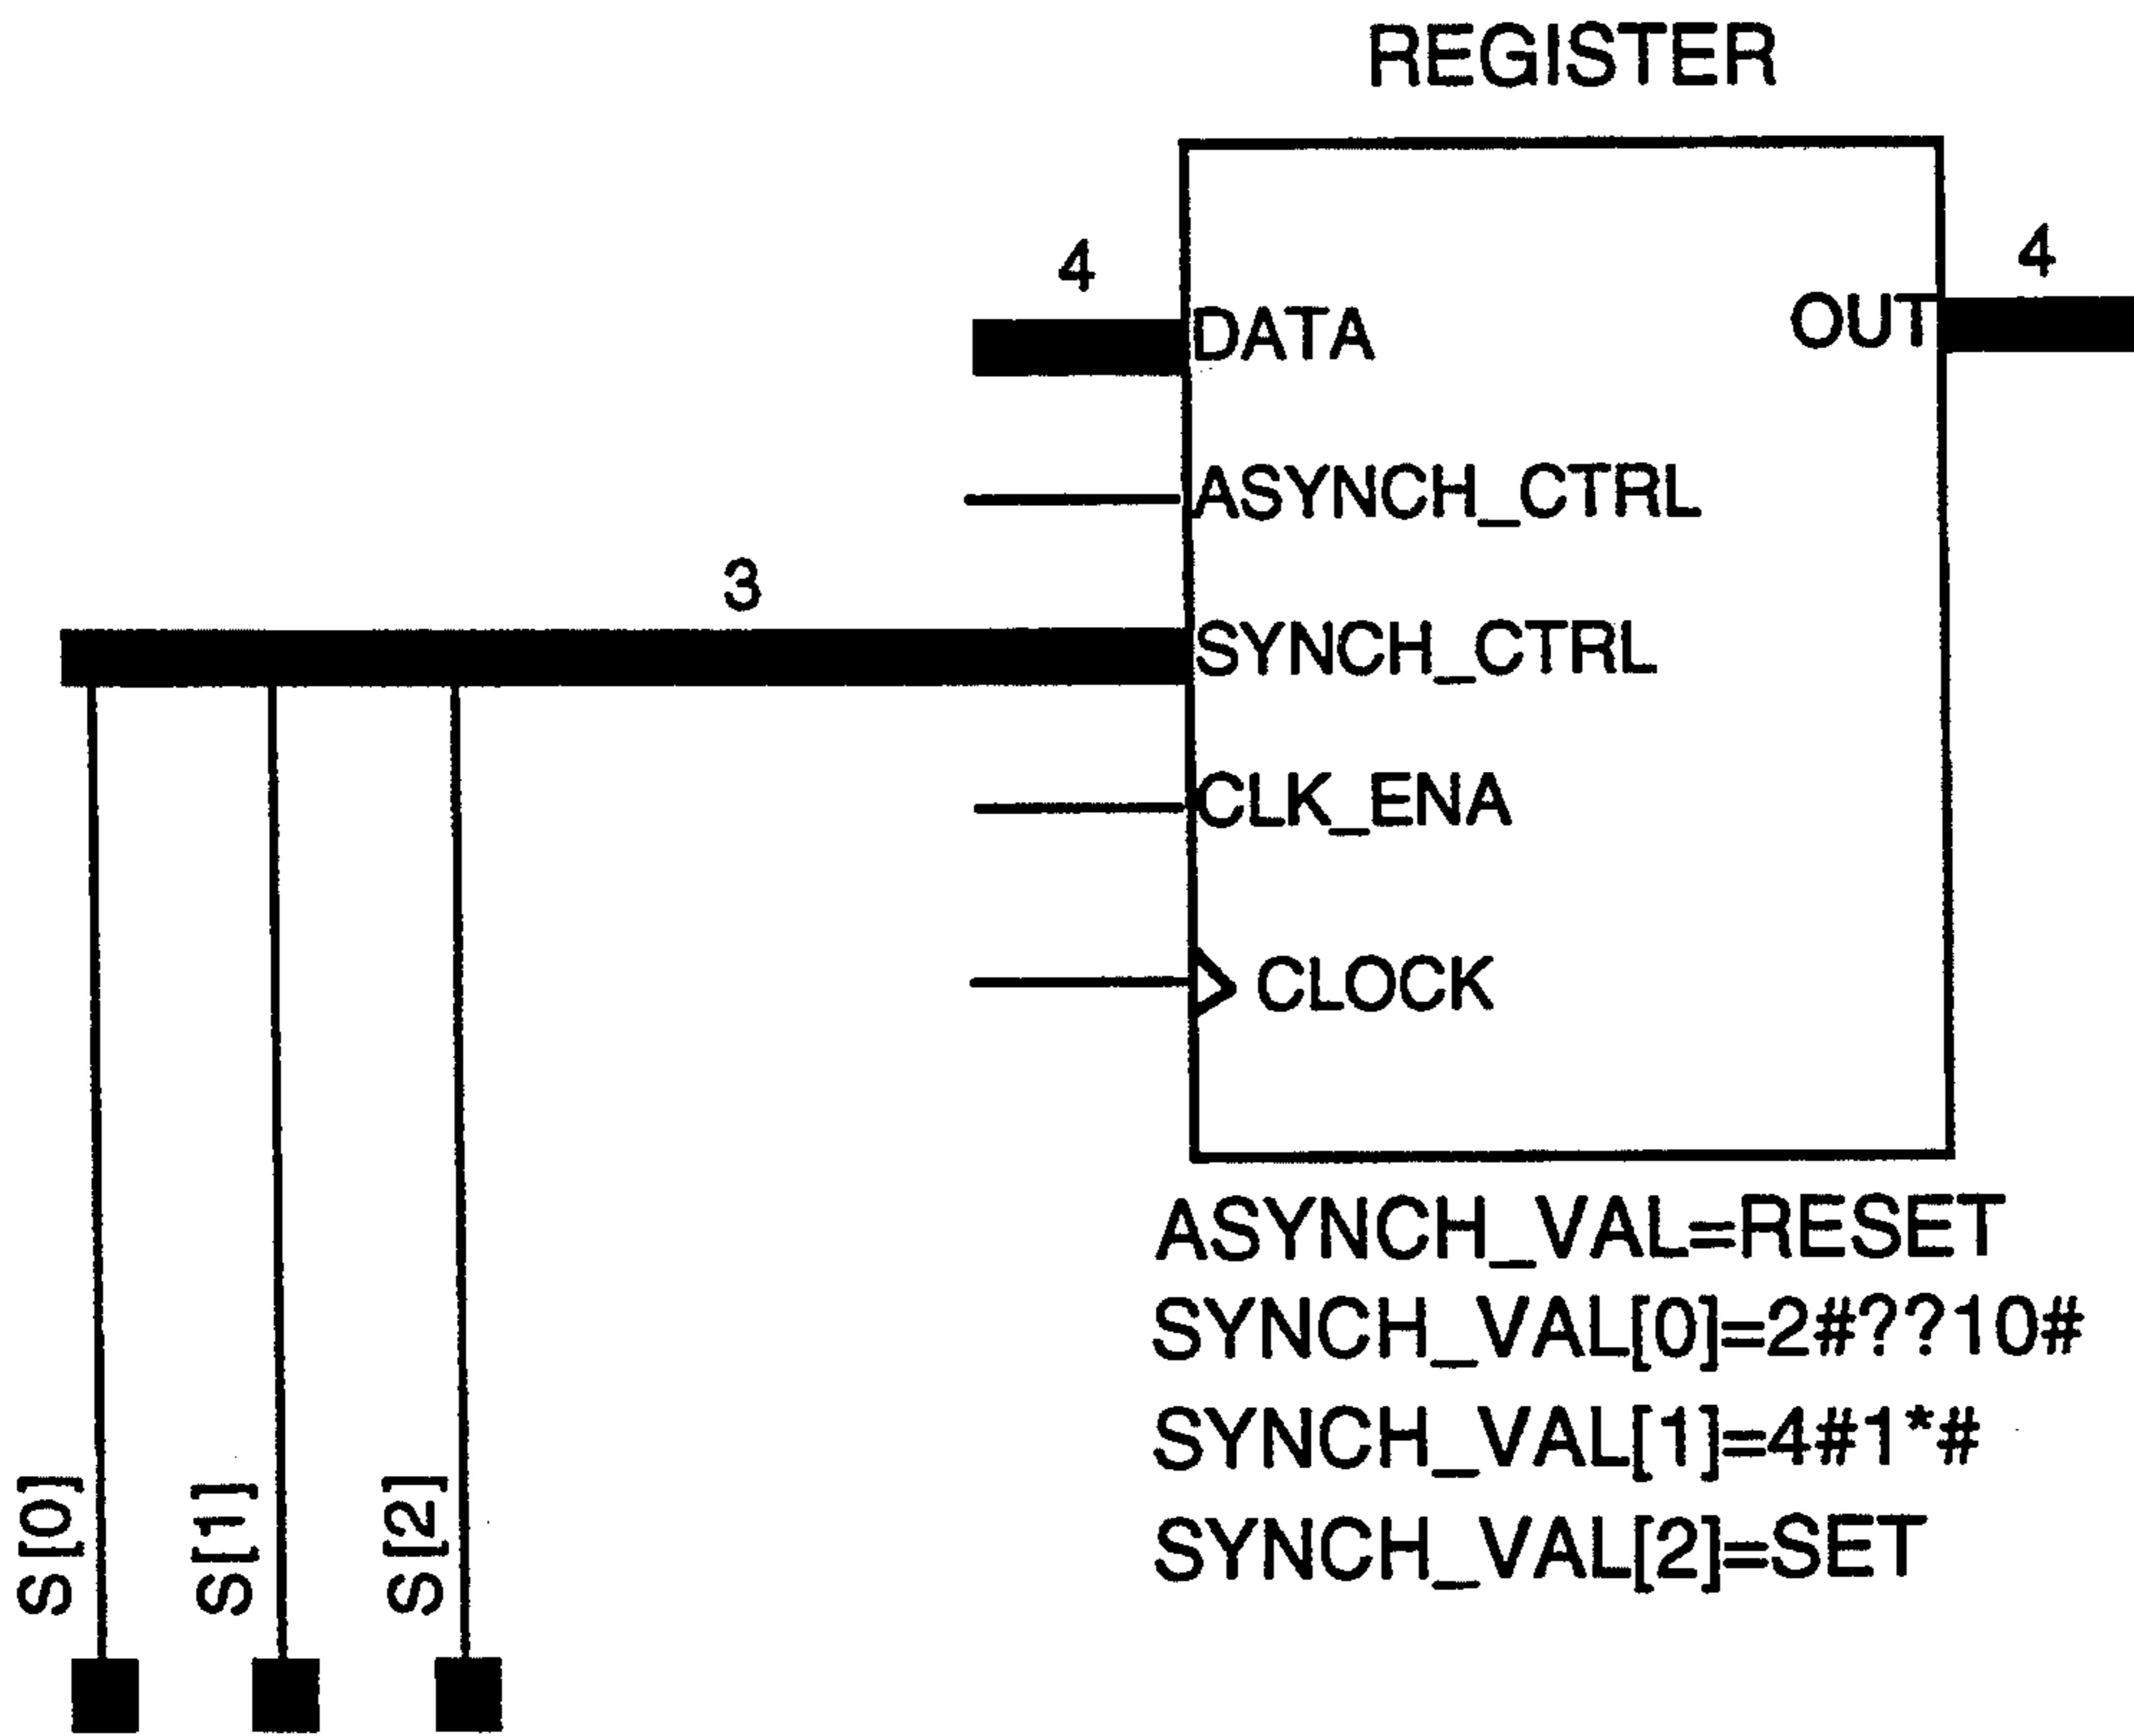 REGISTER
4
4
DATA
OUT
ASYNCH_CTRL
3
SYNCH_CTRL
CLK_ENA
CLOCK
ASYNCH_VAL=RESET
SYNCH_VAL[0]=2#??10#
SYNCH_VAL[1]=4#1*#
SYNCH_VAL[2]=SET
S[0]
S[1]
S[2]